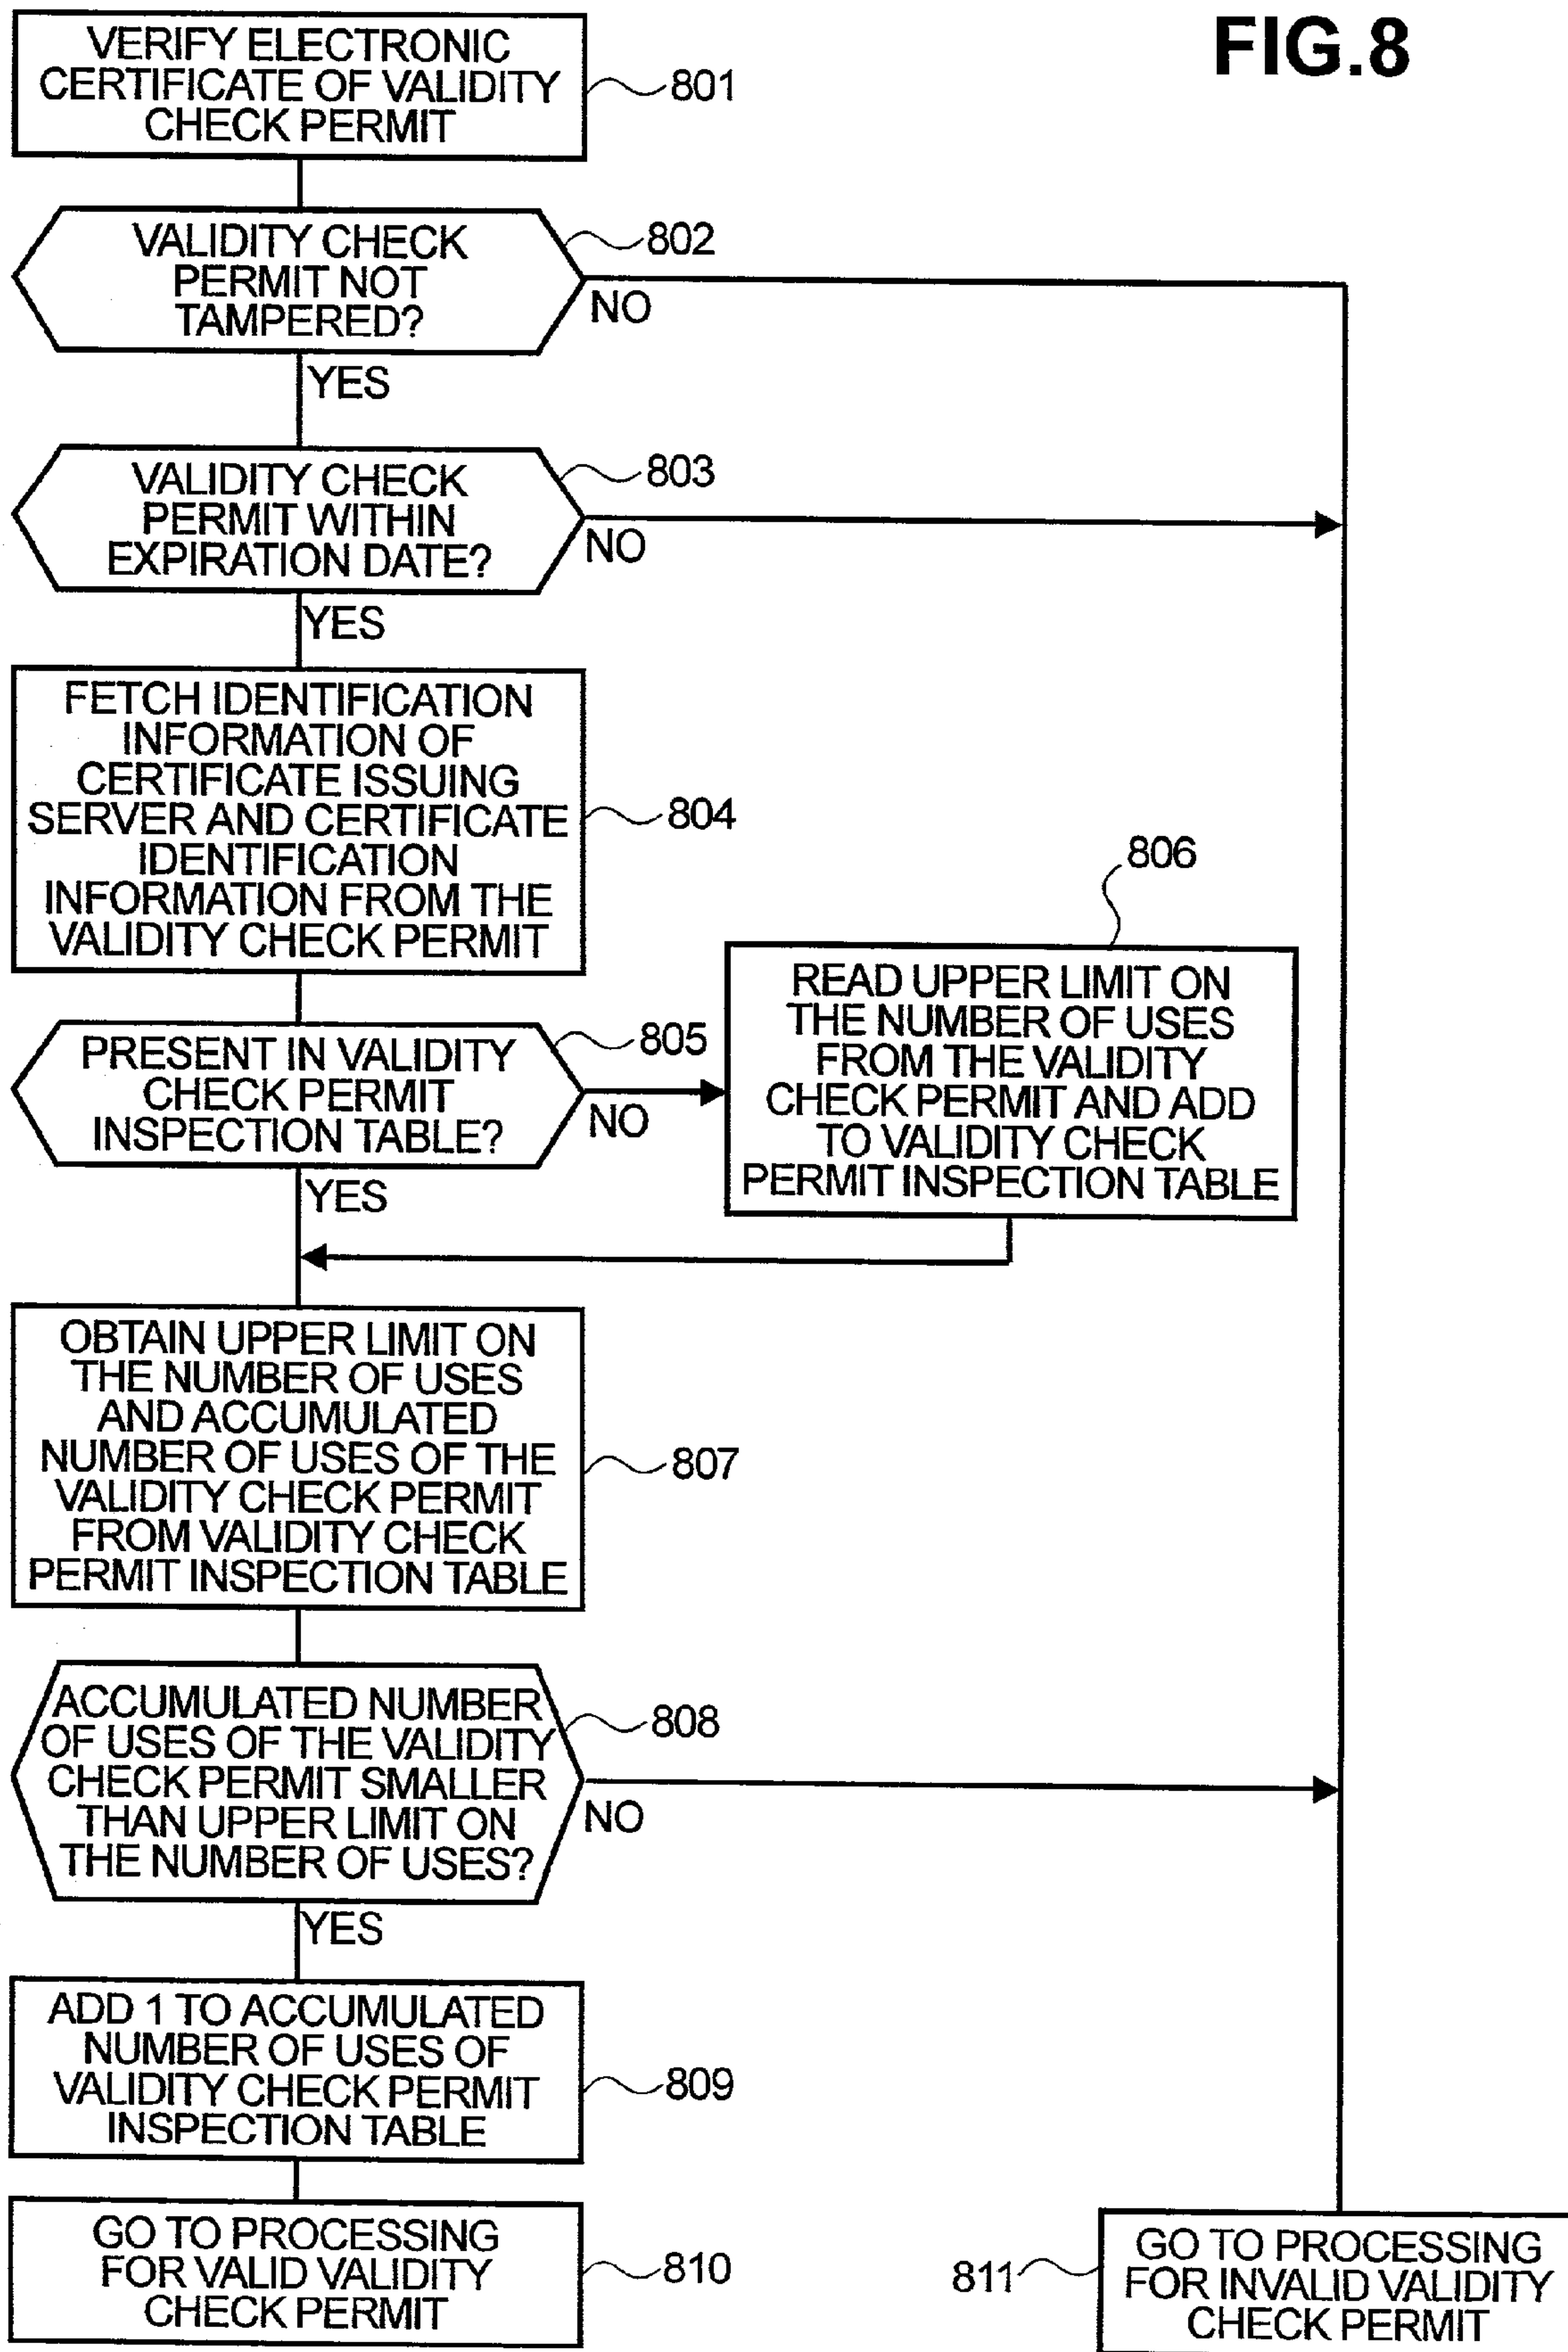 FIG.8
VERIFY ELECTRONIC
CERTIFICATE OF VALIDITY
CHECK PERMIT
801
VALIDITY CHECK
PERMIT NOT
TAMPERED?
802
NO
YES
VALIDITY CHECK
PERMIT WITHIN
EXPIRATION DATE?
803
NO
YES
FETCH IDENTIFICATION
INFORMATION OF
CERTIFICATE ISSUING
SERVER AND CERTIFICATE
IDENTIFICATION
INFORMATION FROM THE
VALIDITY CHECK PERMIT
804
PRESENT IN VALIDITY
CHECK PERMIT
INSPECTION TABLE?
805
NO
YES
806
READ UPPER LIMIT ON
THE NUMBER OF USES
FROM THE VALIDITY
CHECK PERMIT AND ADD
TO VALIDITY CHECK
PERMIT INSPECTION TABLE
OBTAIN UPPER LIMIT ON
THE NUMBER OF USES
AND ACCUMULATED
NUMBER OF USES OF THE
VALIDITY CHECK PERMIT
FROM VALIDITY CHECK
PERMIT INSPECTION TABLE
807
ACCUMULATED NUMBER
OF USES OF THE VALIDITY
CHECK PERMIT SMALLER
THAN UPPER LIMIT ON
THE NUMBER OF USES?
808
NO
YES
ADD 1 TO ACCUMULATED
NUMBER OF USES OF
VALIDITY CHECK PERMIT
INSPECTION TABLE
809
GO TO PROCESSING
FOR VALID VALIDITY
CHECK PERMIT
810
811
GO TO PROCESSING
FOR INVALID VALIDITY
CHECK PERMIT